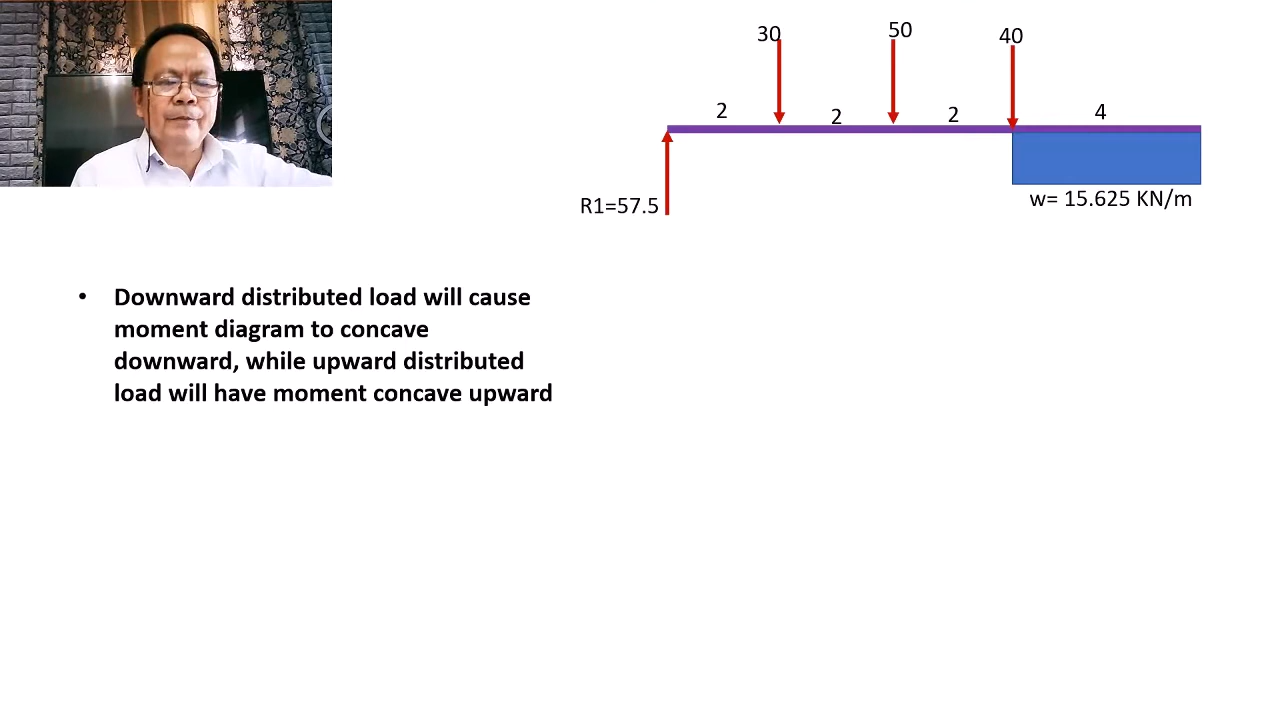 30
50
40
2
2
2
4
R1=57.5
w= 15.625 KN/m
• Downward distributed load will cause
moment diagram to concave
downward, while upward distributed
load will have moment concave upward